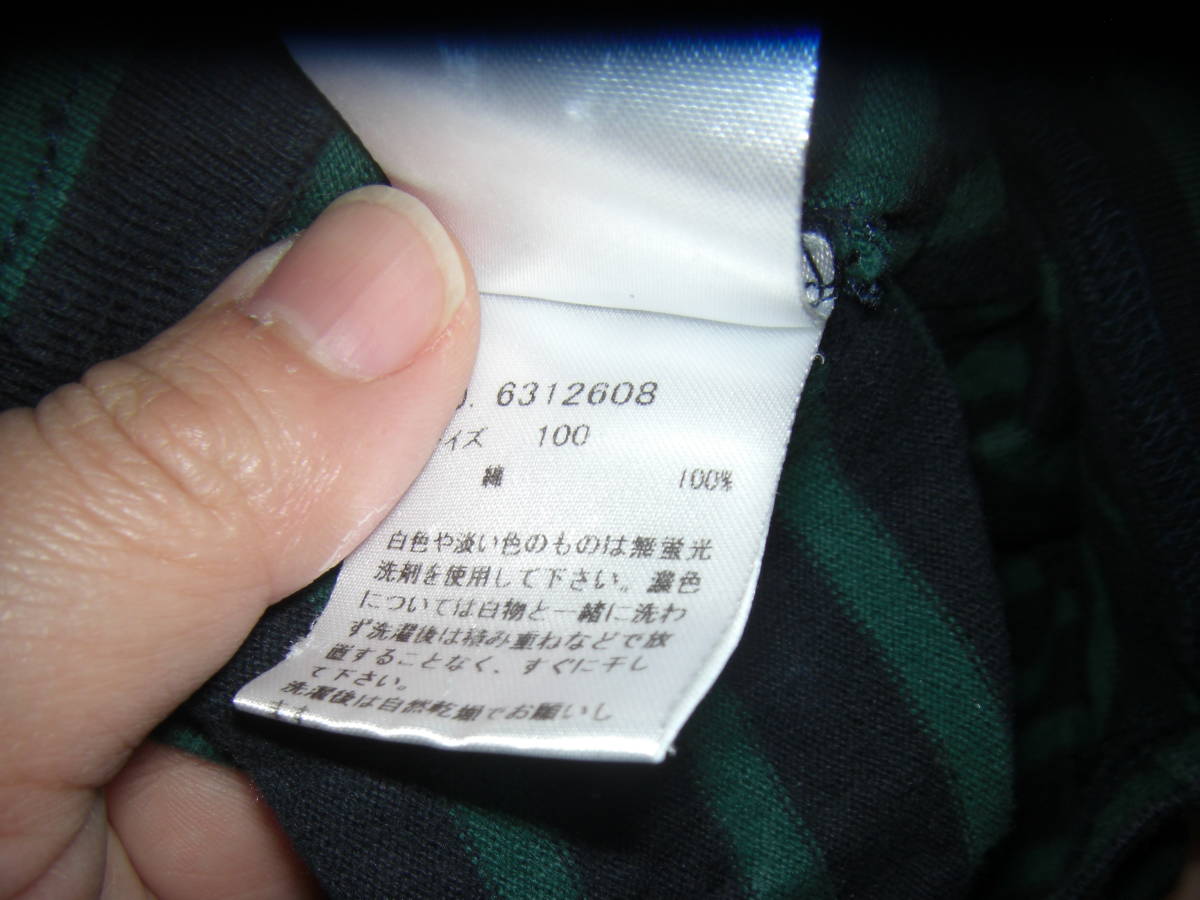 . 6312608
イズ 100
綿 100%
白色や淡い色のものは無蛍光
洗剤を使用して下さい。濃色
については白物と一緒に洗わ
ず洗濯後は積み重ねなどで放
置することなく、すぐに干し
て下さい。
洗濯後は自然乾燥でお願いし
ます